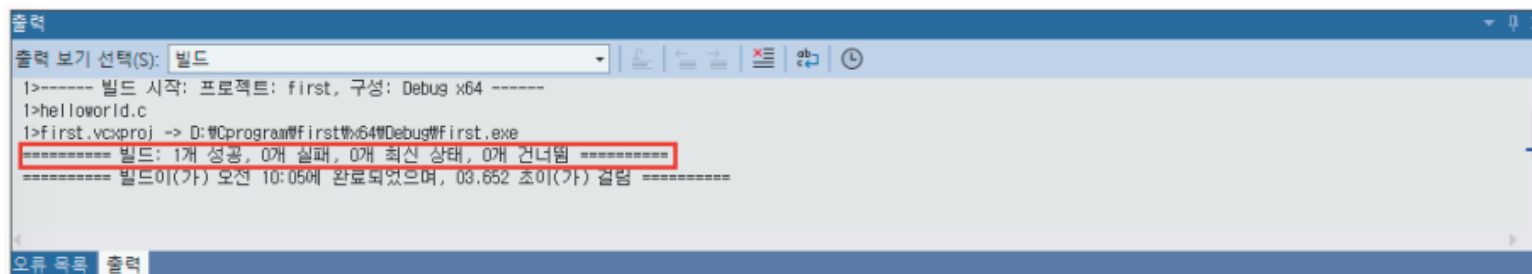 출력
출력 보기 선택(S): 빌드
1>------ 빌드 시작: 프로젝트: first, 구성: Debug x64 ------
1>helloworld.c
1>first.vcxproj -> D:₩Cprogram₩first₩x64₩Debug₩first.exe
========== 빌드: 1개 성공, 0개 실패, 0개 최신 상태, 0개 건너뜀 ==========
========== 빌드이(가) 오전 10:05에 완료되었으며, 03.652 초이(가) 걸림 ==========
오류 목록 출력